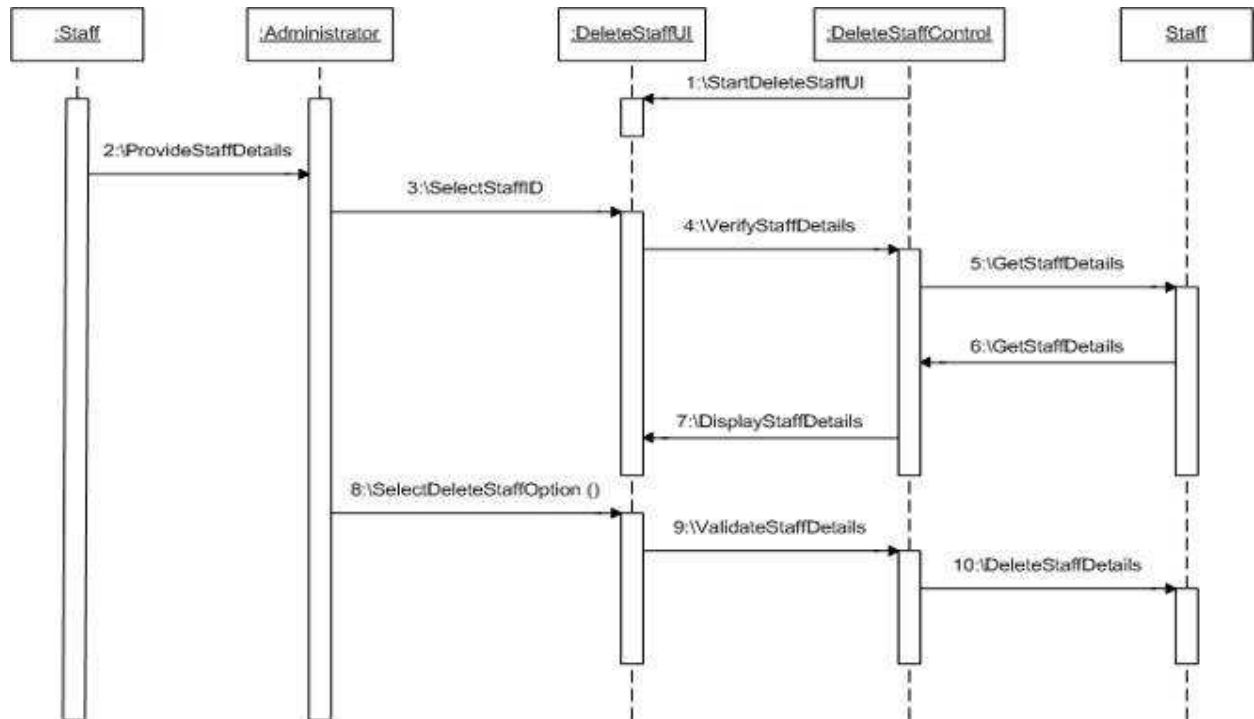 :Staff
:Administrator
:DeleteStaffUI
:DeleteStaffControl
Staff
1:\StartDeleteStaffUI
2:\ProvideStaffDetails
3:\SelectStaffID
4:\VerifyStaffDetails
5:\GetStaffDetails
6:\GetStaffDetails
7:\DisplayStaffDetails
8:\SelectDeleteStaffOption ()
9:\ValidateStaffDetails
10:\DeleteStaffDetails